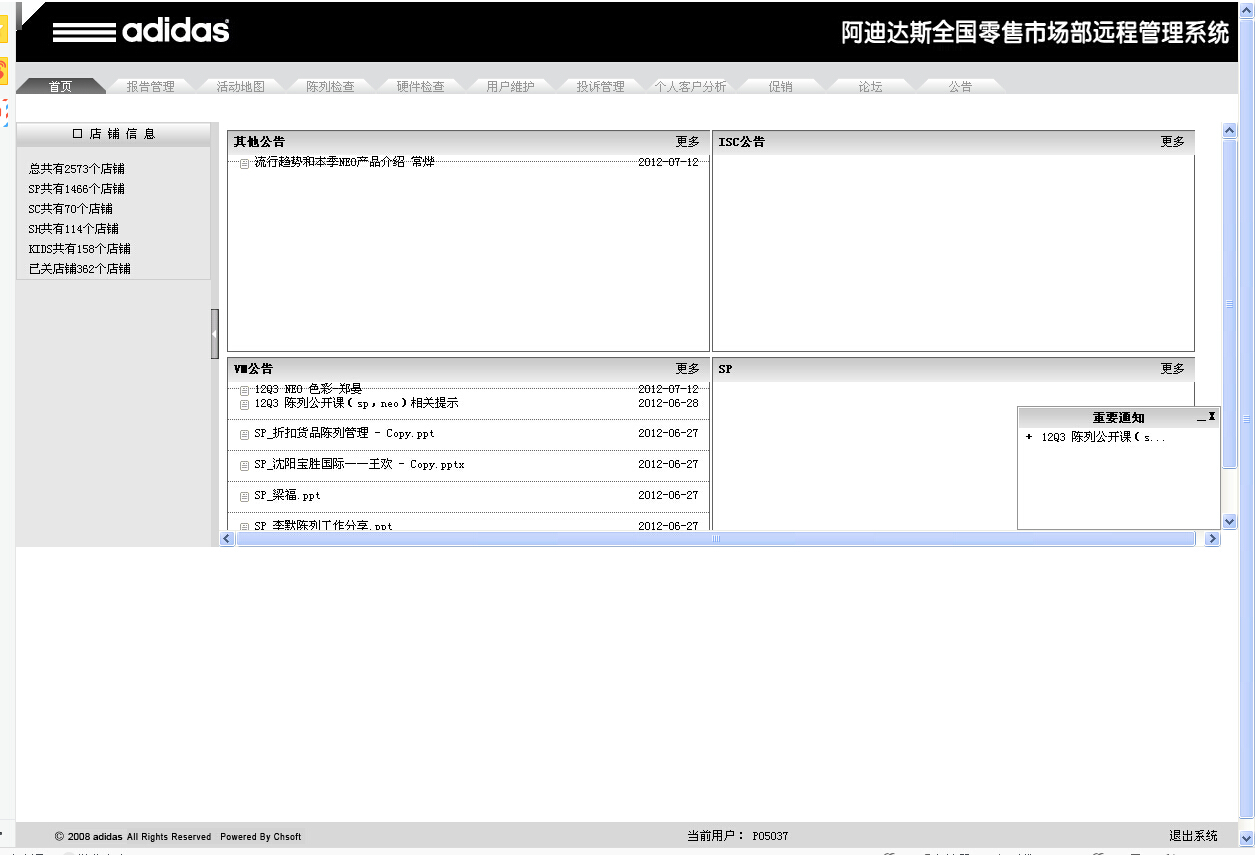 adidas 阿迪达斯全国零售市场部远程管理系统
首页 报告管理 活动地图 陈列检查 硬件检查 用户维护 投诉管理 个人客户分析 促销 论坛 公告
店铺信息
总共有2573个店铺
SP共有1466个店铺
SC共有70个店铺
SH共有114个店铺
KIDS共有158个店铺
已关店铺362个店铺
其他公告 更多
流行趋势和本季NEO产品介绍 常烨 2012-07-12
ISC公告 更多
VM公告 更多
12Q3 NEO 色彩-郑曼 2012-07-12
12Q3 陈列公开课(sp,neo)相关提示 2012-06-28
SP_折扣货品陈列管理 - Copy.ppt 2012-06-27
SP_沈阳宝胜国际——王欢 - Copy.pptx 2012-06-27
SP_梁福.ppt 2012-06-27
SP_李默陈列工作分享.ppt 2012-06-27
SP 更多
重要通知 _ X
+ 12Q3 陈列公开课(s...
© 2008 adidas All Rights Reserved Powered By Chsoft 当前用户: P05037 退出系统